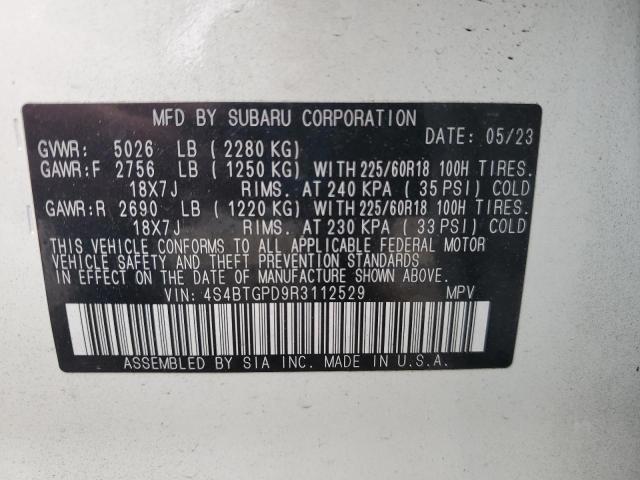 MFD BY SUBARU CORPORATION
DATE: 05/23
GVWR: 5026 LB ( 2280 KG)
GAWR:F 2756 LB ( 1250 KG) WITH 225/60R18 100H TIRES.
18X7J RIMS. AT 240 KPA ( 35 PSI) COLD
GAWR:R 2690 LB ( 1220 KG) WITH 225/60R18 100H TIRES.
18X7J RIMS. AT 230 KPA ( 33 PSI) COLD
THIS VEHICLE CONFORMS TO ALL APPLICABLE FEDERAL MOTOR
VEHICLE SAFETY AND THEFT PREVENTION STANDARDS
IN EFFECT ON THE DATE OF MANUFACTURE SHOWN ABOVE.
VIN: 4S4BTGPD9R3112529 MPV
ASSEMBLED BY SIA INC. MADE IN U.S.A.